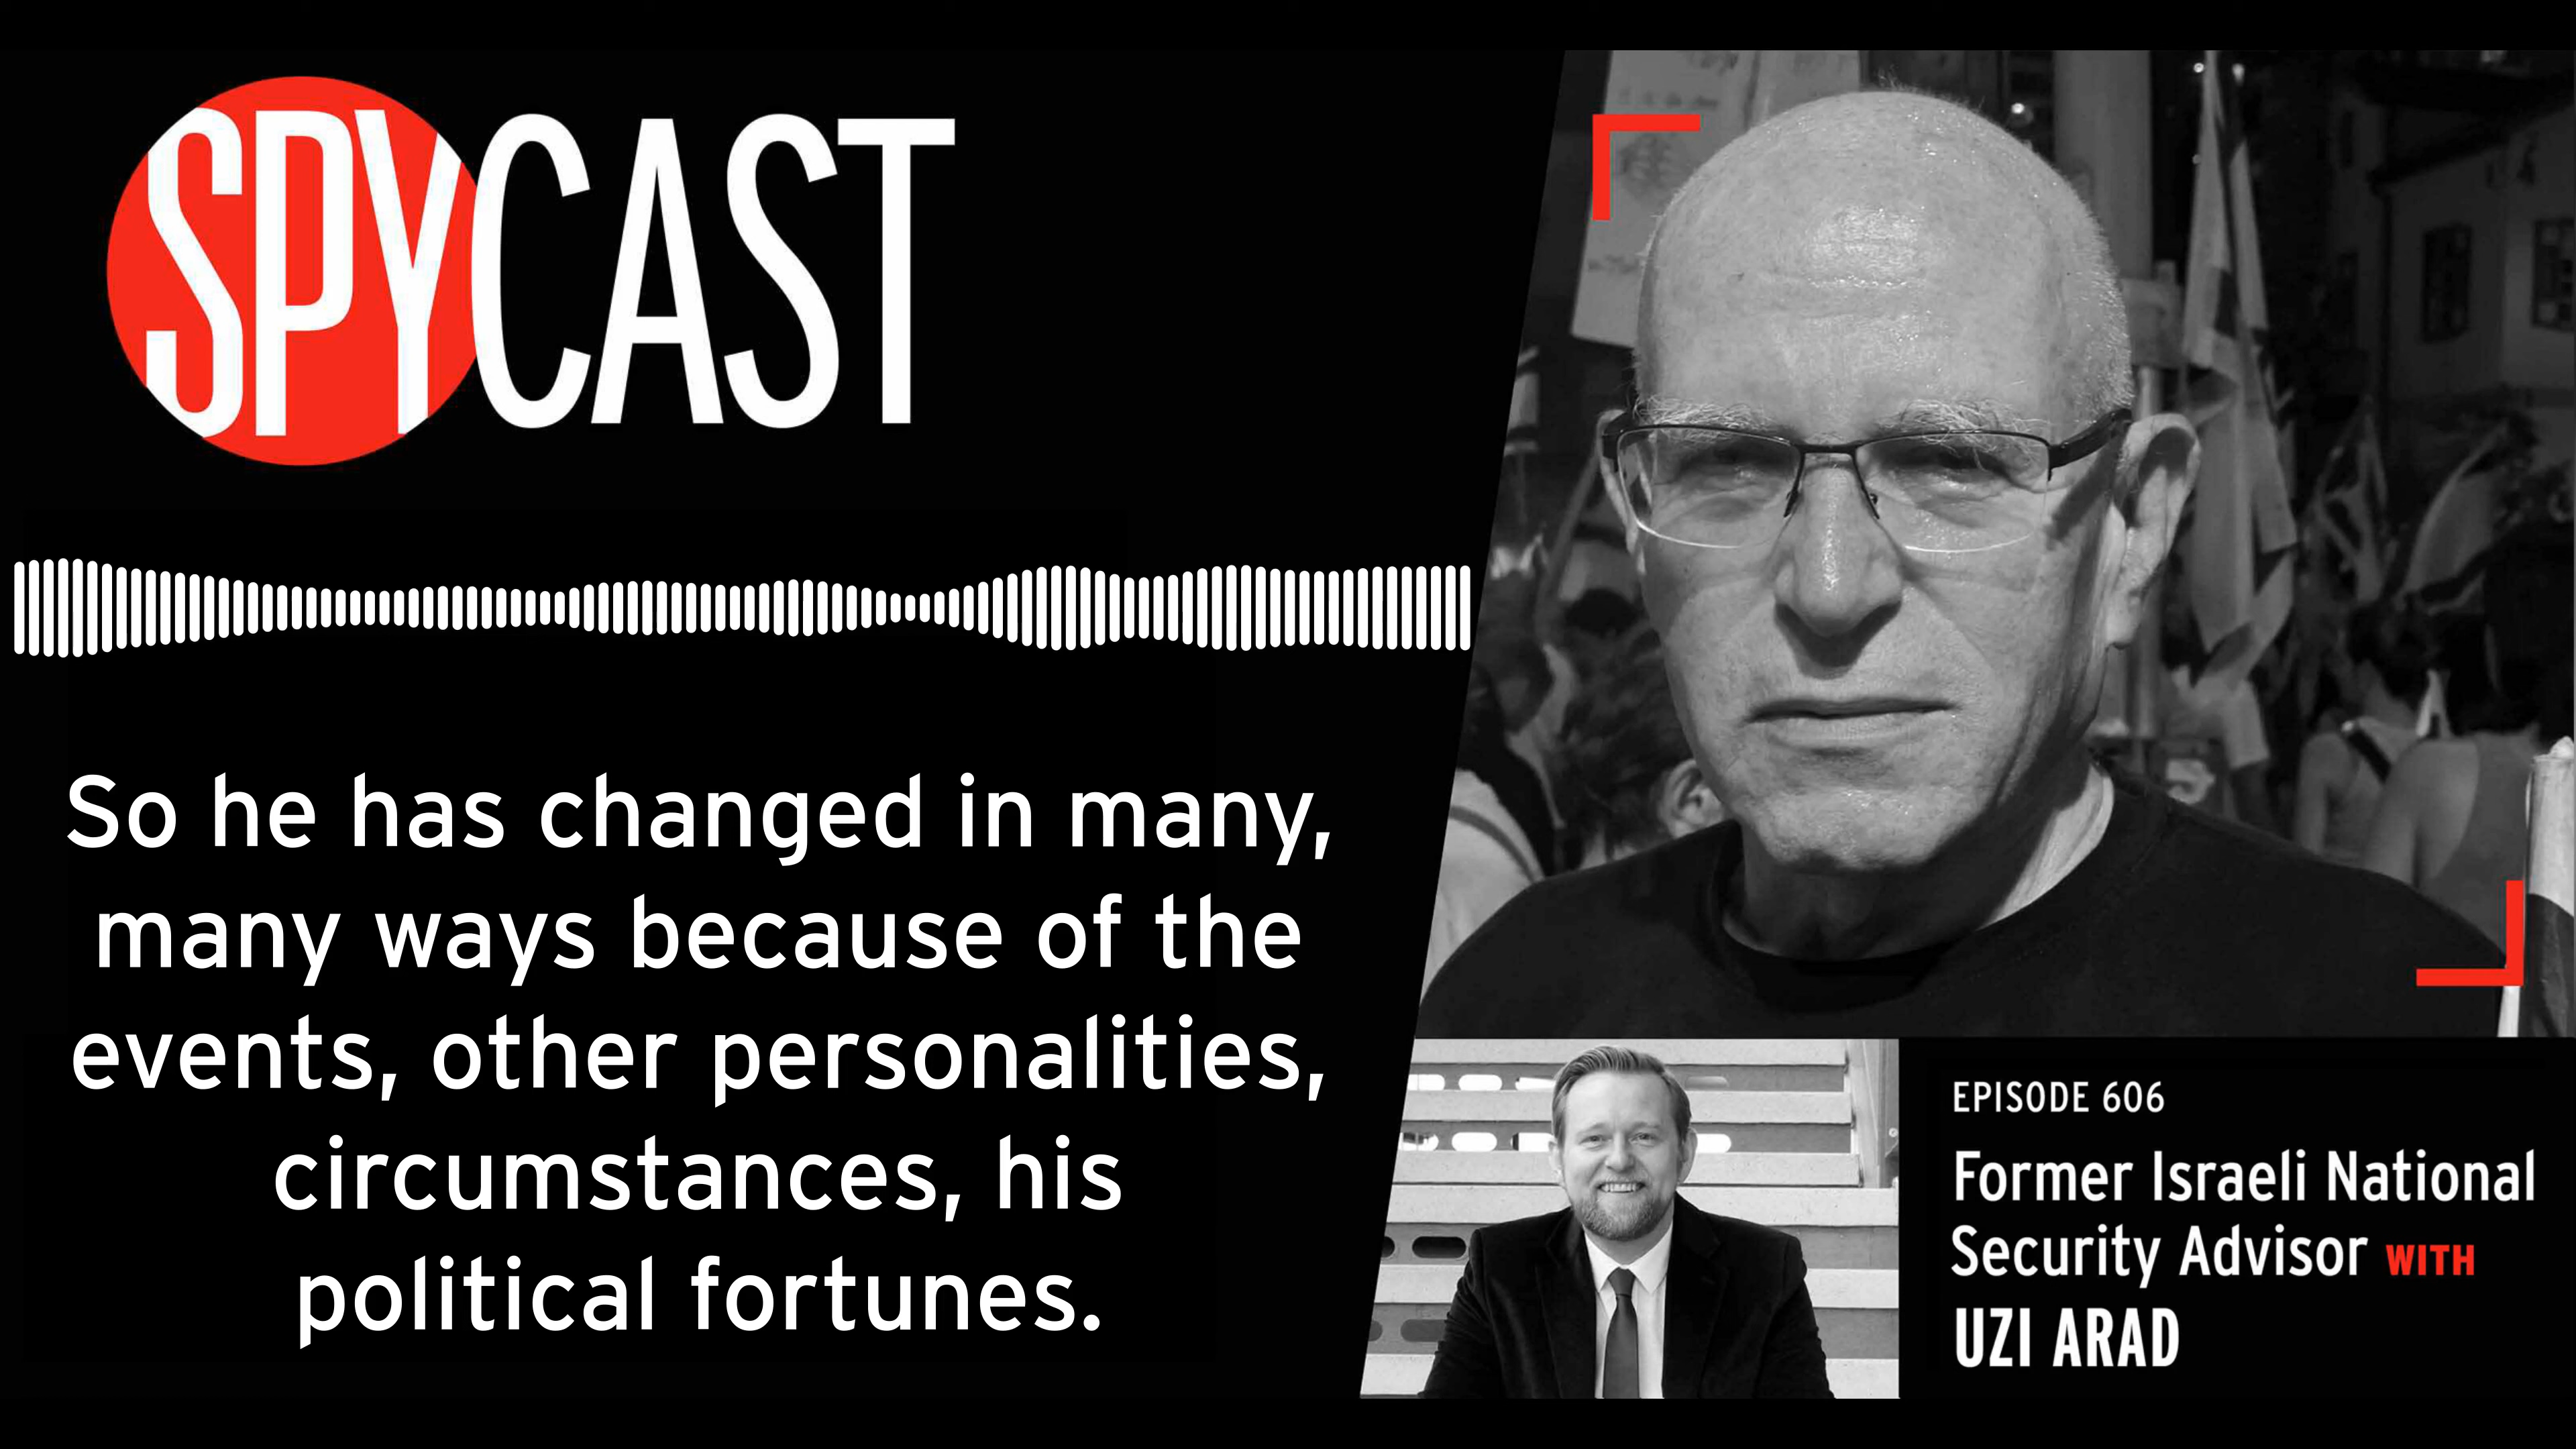 SPYCAST
So he has changed in many,
many ways because of the
events, other personalities,
circumstances, his
political fortunes.
EPISODE 606
Former Israeli National
Security Advisor WITH
UZI ARAD